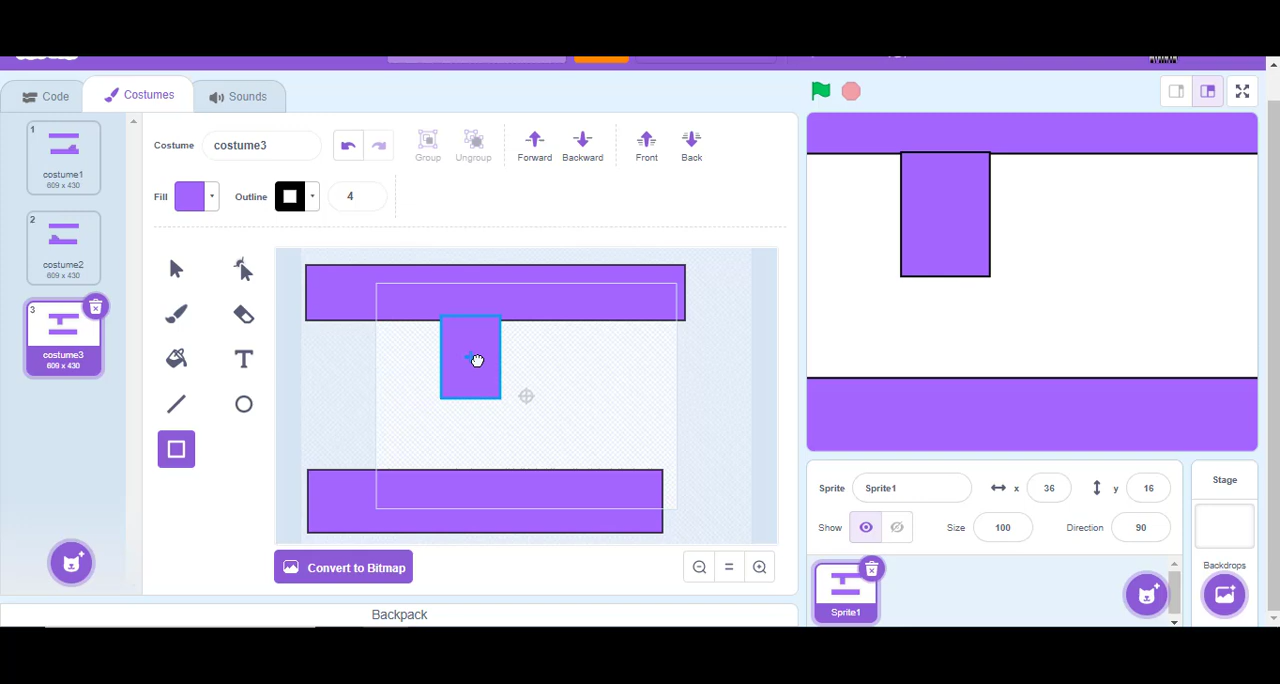 Code
Costumes
Sounds
1
costume1
609 x 430
2
costume2
609 x 430
3
costume3
609 x 430
Costume
costume3
Group
Ungroup
Forward
Backward
Front
Back
Fill
Outline
4
T
Convert to Bitmap
Backpack
Sprite
Sprite1
x
36
y
16
Show
Size
100
Direction
90
Sprite1
Stage
Backdrops